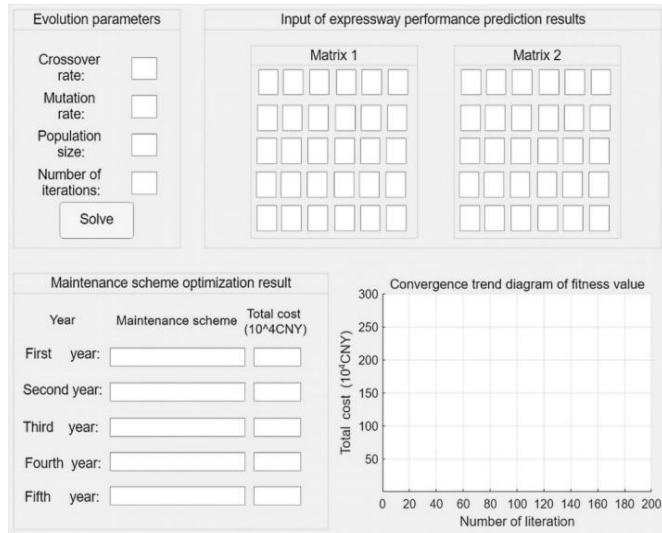 Evolution parameters
Crossover
rate:
Mutation
rate:
Population
size:
Number of
iterations:
Solve
Input of expressway performance prediction results
Matrix 1
Matrix 2
Maintenance scheme optimization result
Year
Maintenance scheme
Total cost
(10^4CNY)
First year:
Second year:
Third year:
Fourth year:
Fifth year:
Convergence trend diagram of fitness value
Total cost (10⁴CNY)
300
250
200
150
100
50
0 20 40 60 80 100 120 140 160 180 200
Number of literation